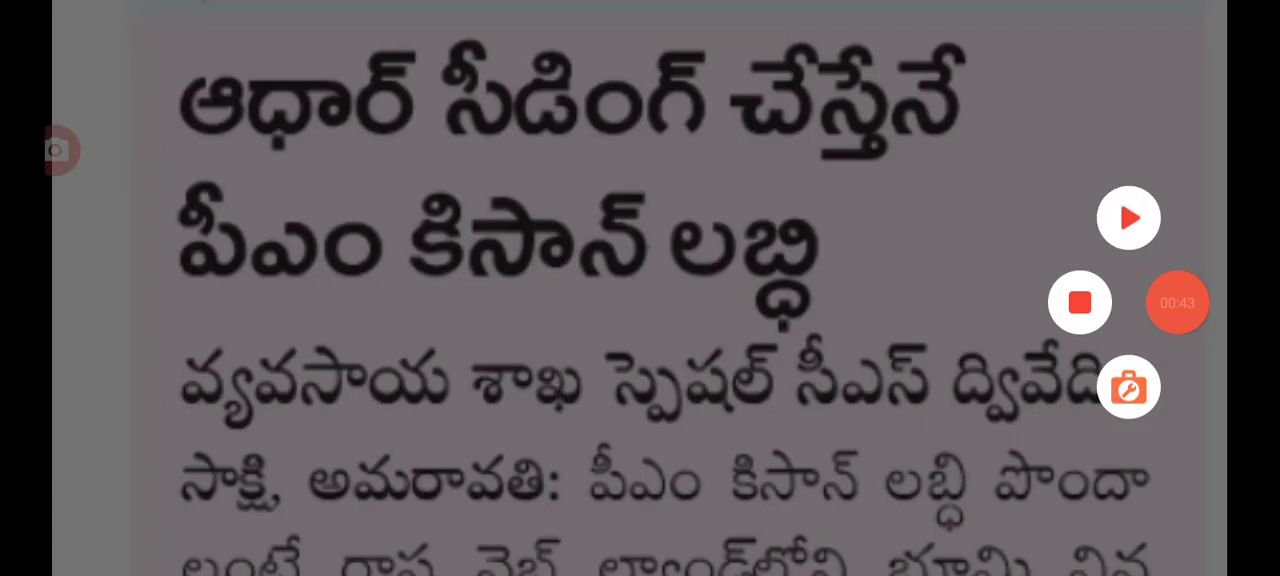 ఆధార్ సీడింగ్ చేస్తేనే
పీఎం కిసాన్ లబ్ధి
వ్యవసాయ శాఖ స్పెషల్ సీఎస్ ద్వివేది
సాక్షి, అమరావతి: పీఎం కిసాన్ లబ్ధి పొందా
00:43